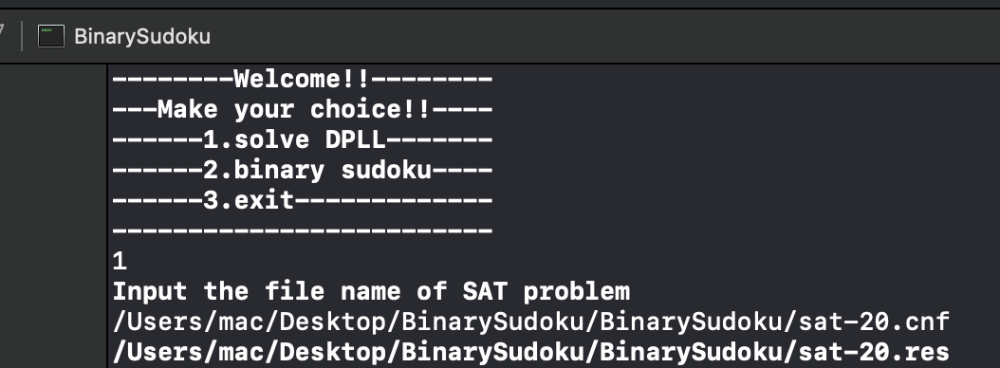 BinarySudoku
--------Welcome!!--------
---Make your choice!!----
------1.solve DPLL-------
------2.binary sudoku----
------3.exit-------------
-------------------------
1
Input the file name of SAT problem
/Users/mac/Desktop/BinarySudoku/BinarySudoku/sat-20.cnf
/Users/mac/Desktop/BinarySudoku/BinarySudoku/sat-20.res